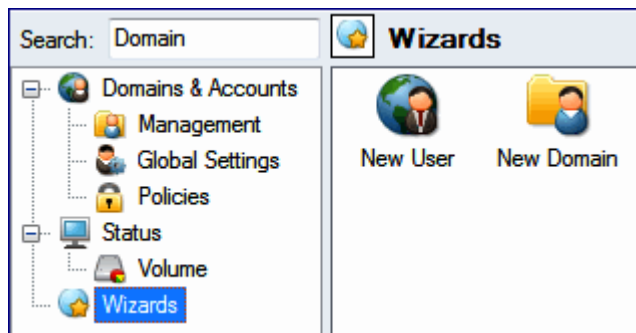 Search: Domain
Wizards
Domains & Accounts
Management
Global Settings
Policies
Status
Volume
Wizards
New User
New Domain